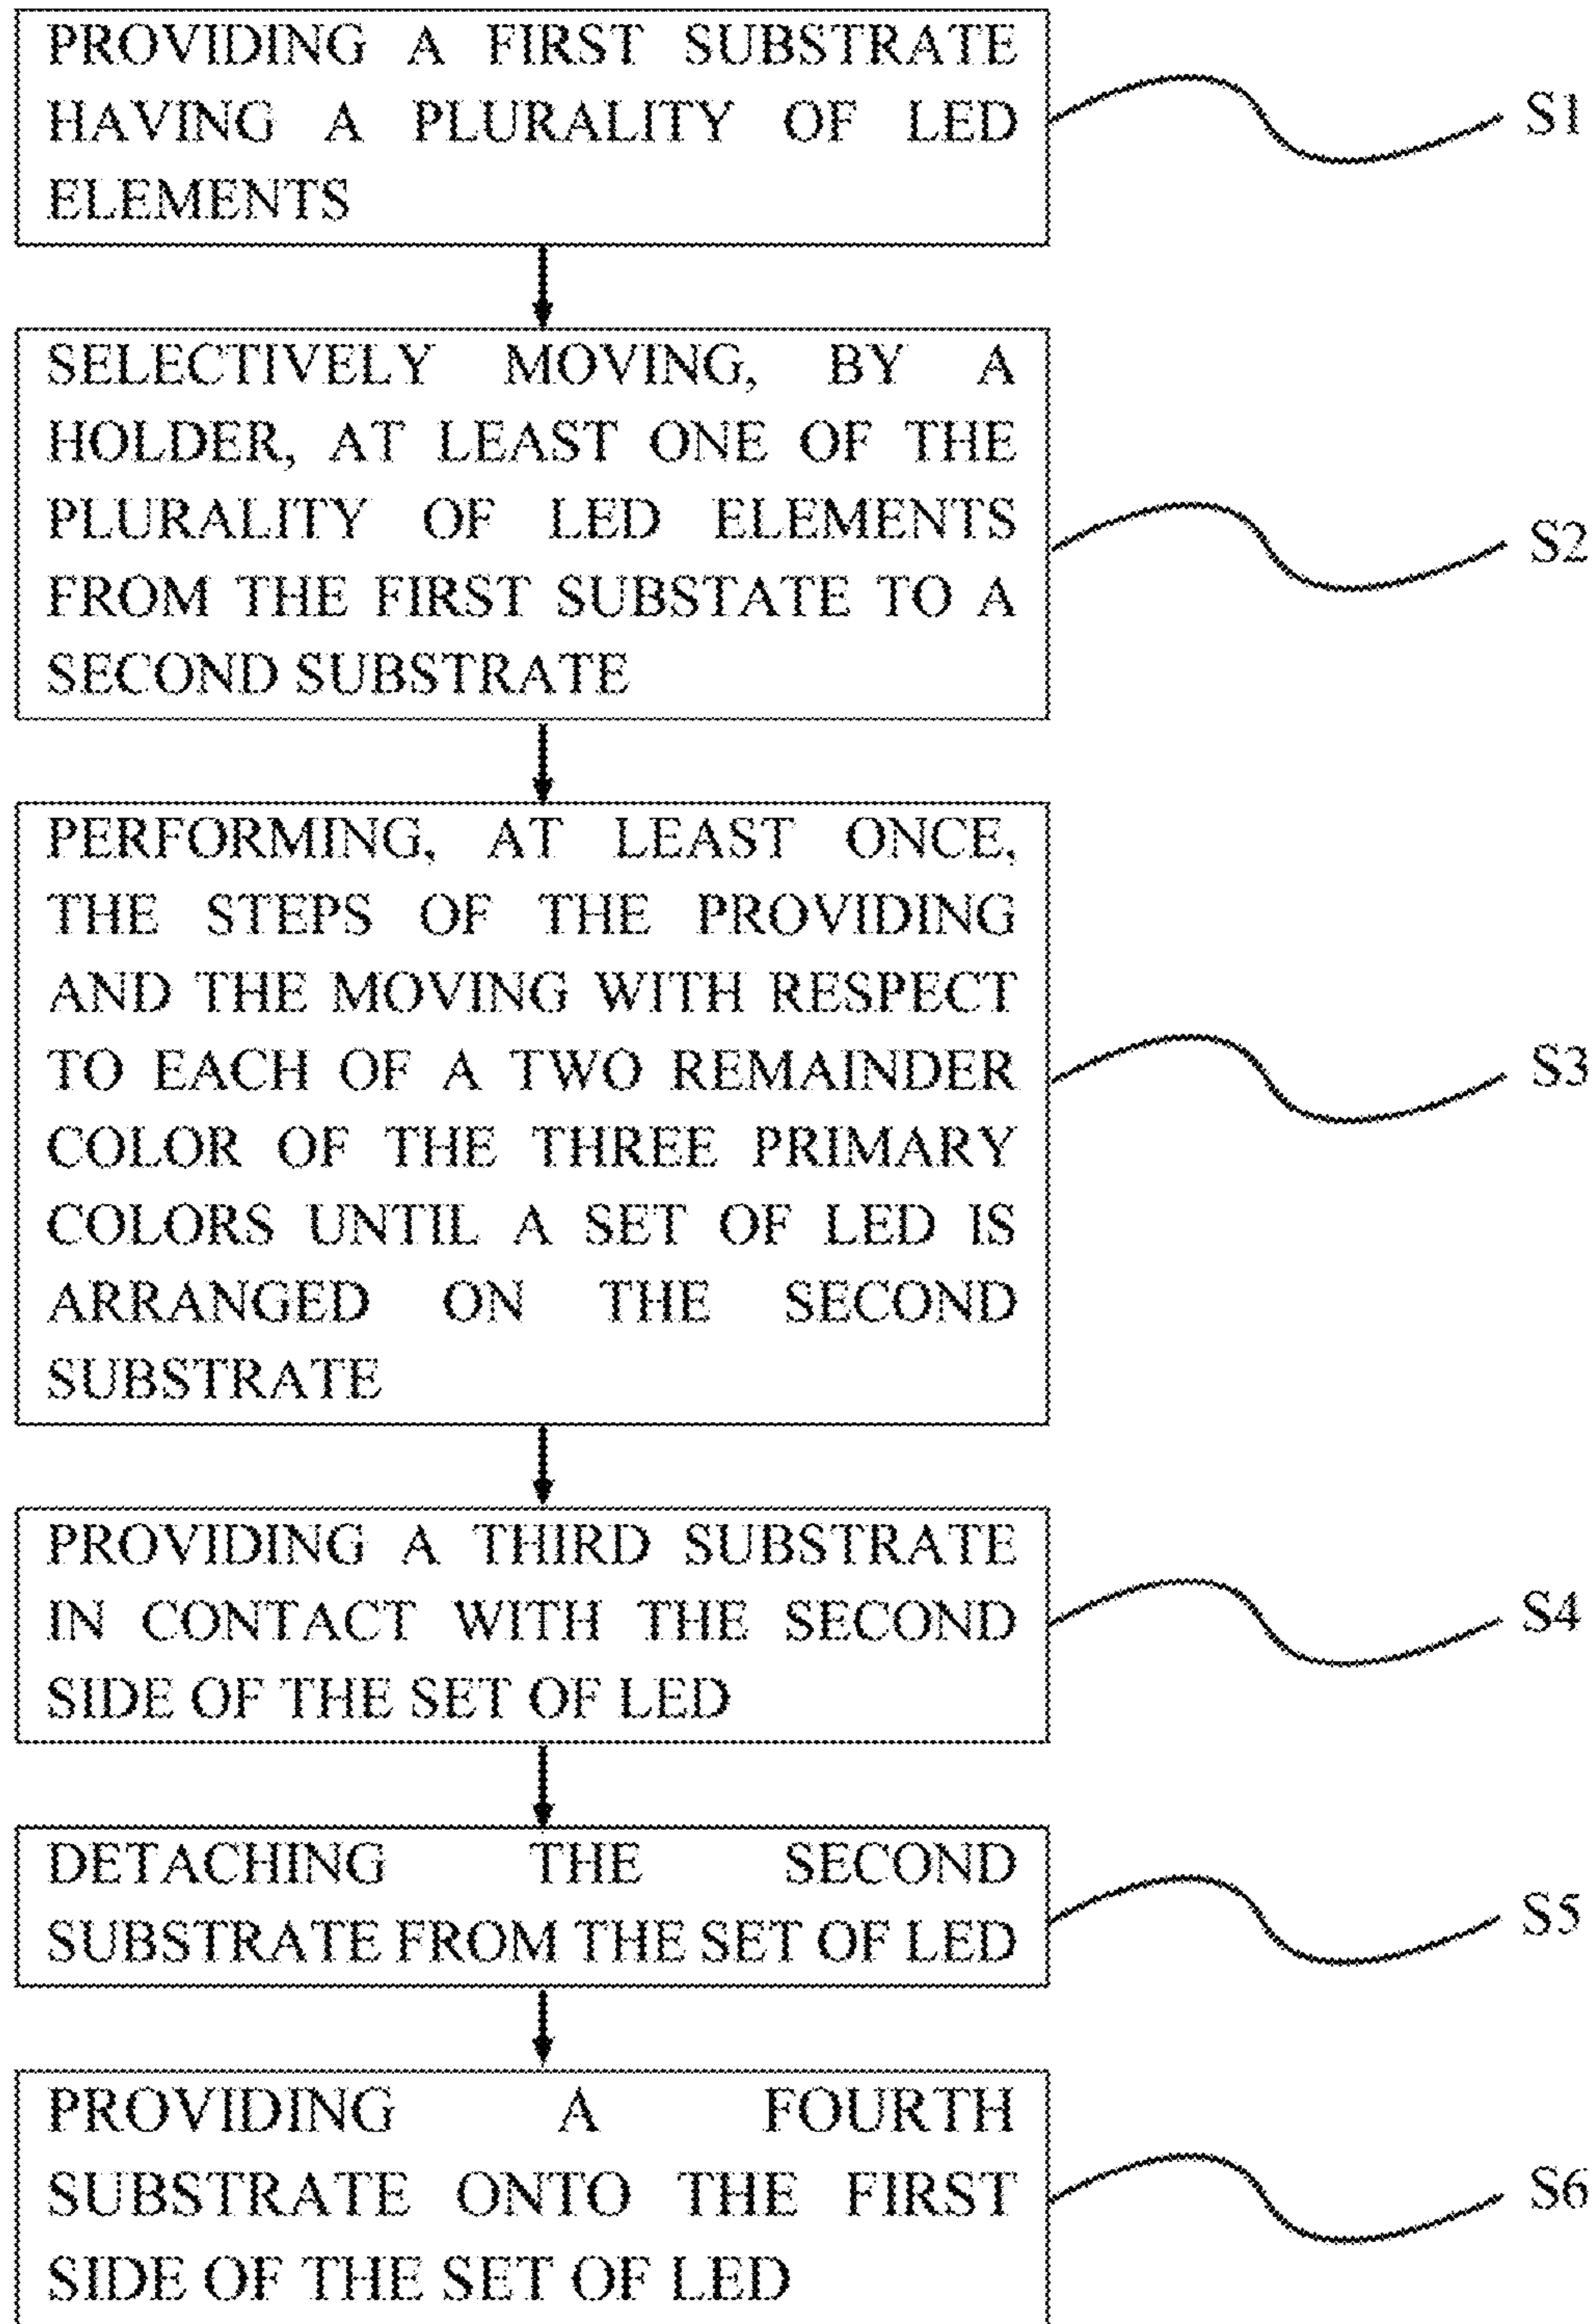 PROVIDING A FIRST SUBSTRATE
HAVING A PLURALITY OF LED
ELEMENTS
S1
SELECTIVELY MOVING, BY A
HOLDER, AT LEAST ONE OF THE
PLURALITY OF LED ELEMENTS
FROM THE FIRST SUBSTATE TO A
SECOND SUBSTRATE
S2
PERFORMING, AT LEAST ONCE,
THE STEPS OF THE PROVIDING
AND THE MOVING WITH RESPECT
TO EACH OF A TWO REMAINDER
COLOR OF THE THREE PRIMARY
COLORS UNTIL A SET OF LED IS
ARRANGED ON THE SECOND
SUBSTRATE
S3
PROVIDING A THIRD SUBSTRATE
IN CONTACT WITH THE SECOND
SIDE OF THE SET OF LED
S4
DETACHING THE SECOND
SUBSTRATE FROM THE SET OF LED
S5
PROVIDING A FOURTH
SUBSTRATE ONTO THE FIRST
SIDE OF THE SET OF LED
S6